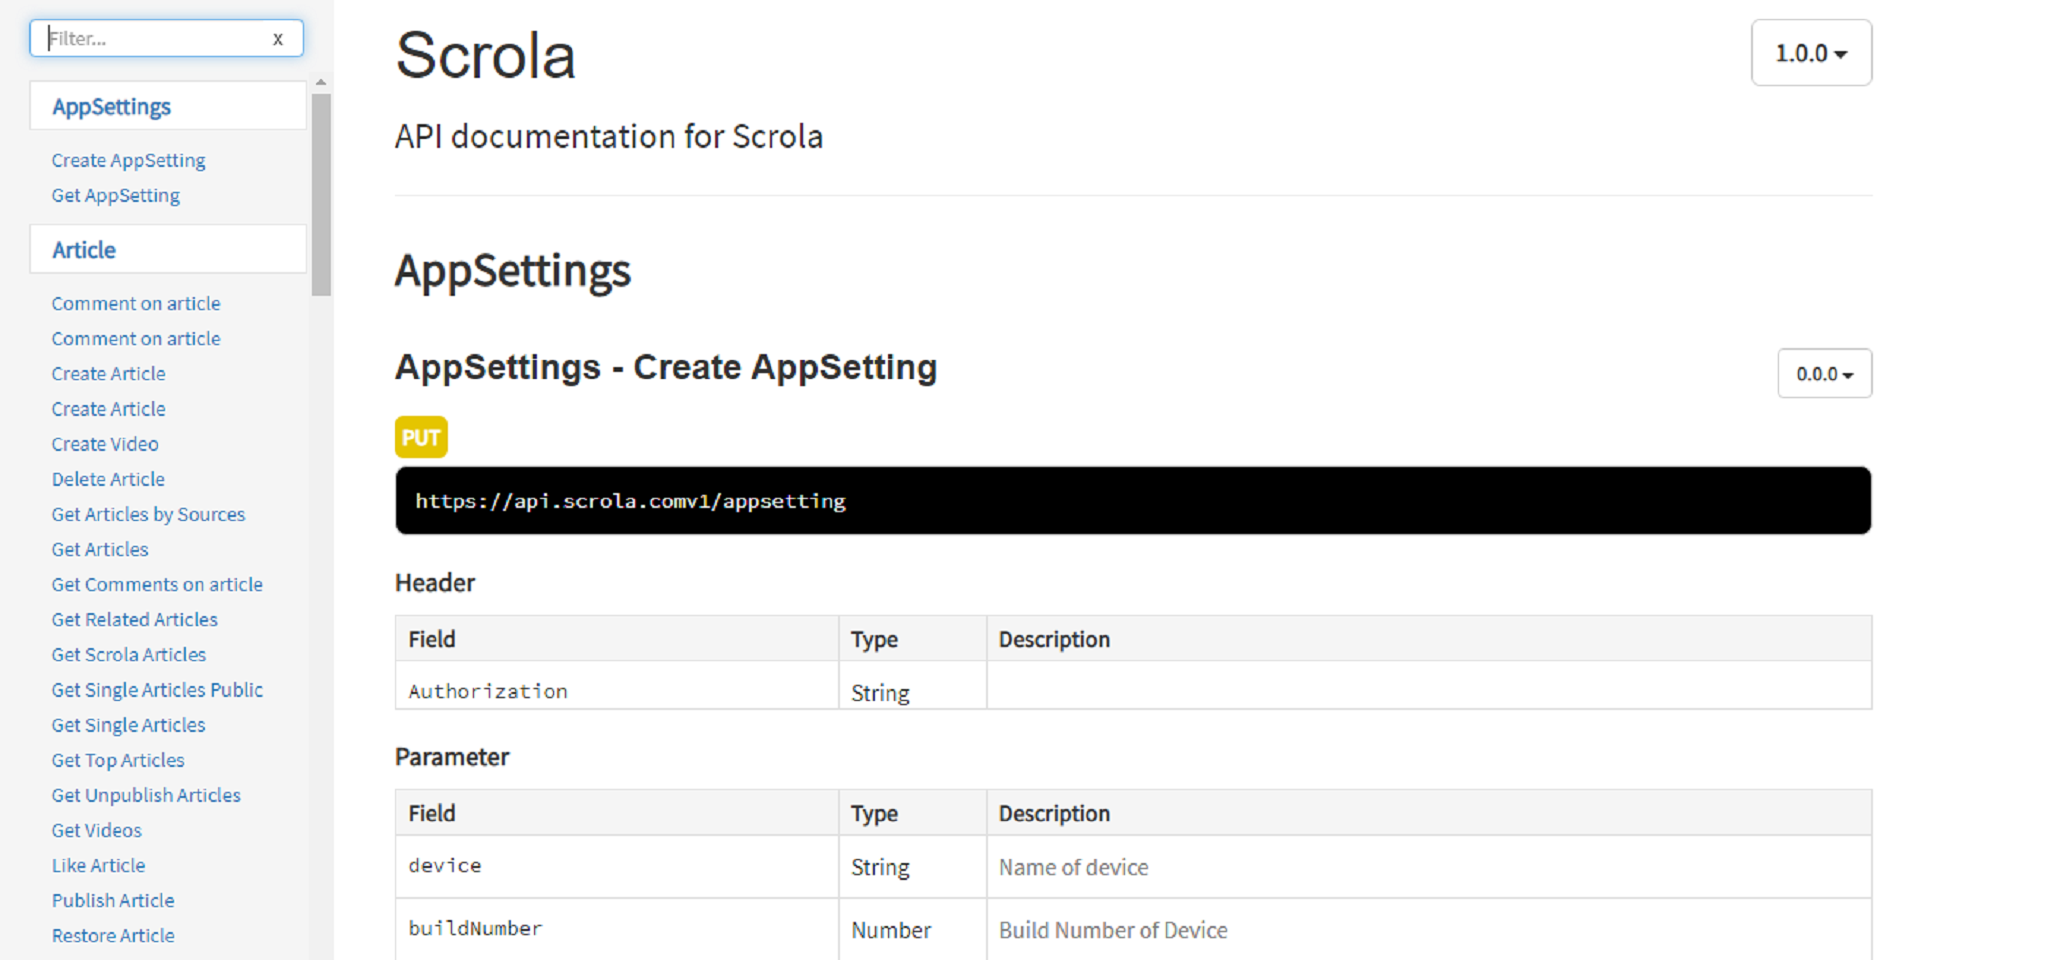 Filter... x
AppSettings
Create AppSetting
Get AppSetting
Article
Comment on article
Comment on article
Create Article
Create Article
Create Video
Delete Article
Get Articles by Sources
Get Articles
Get Comments on article
Get Related Articles
Get Scrola Articles
Get Single Articles Public
Get Single Articles
Get Top Articles
Get Unpublish Articles
Get Videos
Like Article
Publish Article
Restore Article
Scrola
1.0.0
API documentation for Scrola
AppSettings
AppSettings - Create AppSetting
0.0.0
PUT
https://api.scrola.comv1/appsetting
Header
Field Type Description
Authorization String
Parameter
Field Type Description
device String Name of device
buildNumber Number Build Number of Device